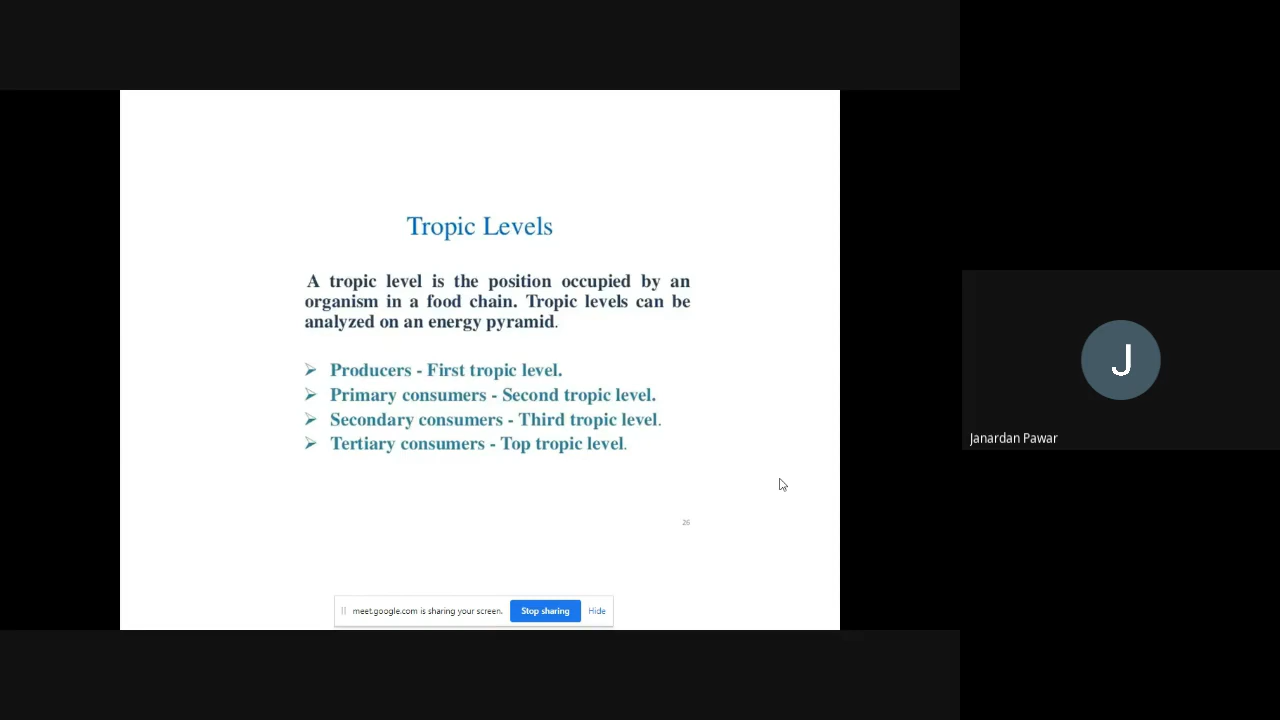 Tropic Levels
A tropic level is the position occupied by an
organism in a food chain. Tropic levels can be
analyzed on an energy pyramid.
Producers - First tropic level.
Primary consumers - Second tropic level.
Secondary consumers - Third tropic level.
Tertiary consumers - Top tropic level.
26
meet.google.com is sharing your screen. Stop sharing Hide
J
Janardan Pawar